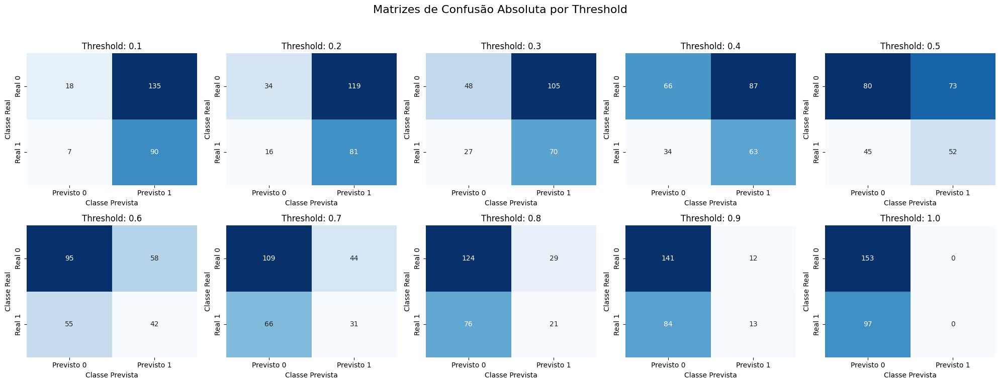 Matrizes de Confusão Absoluta por Threshold
Threshold: 0.1
Classe Real
Real 0
18 135
Real 1
7 90
Previsto 0 Previsto 1
Classe Prevista
Threshold: 0.2
Classe Real
Real 0
34 119
Real 1
16 81
Previsto 0 Previsto 1
Classe Prevista
Threshold: 0.3
Classe Real
Real 0
48 105
Real 1
27 70
Previsto 0 Previsto 1
Classe Prevista
Threshold: 0.4
Classe Real
Real 0
66 87
Real 1
34 63
Previsto 0 Previsto 1
Classe Prevista
Threshold: 0.5
Classe Real
Real 0
80 73
Real 1
45 52
Previsto 0 Previsto 1
Classe Prevista
Threshold: 0.6
Classe Real
Real 0
95 58
Real 1
55 42
Previsto 0 Previsto 1
Classe Prevista
Threshold: 0.7
Classe Real
Real 0
109 44
Real 1
66 31
Previsto 0 Previsto 1
Classe Prevista
Threshold: 0.8
Classe Real
Real 0
124 29
Real 1
76 21
Previsto 0 Previsto 1
Classe Prevista
Threshold: 0.9
Classe Real
Real 0
141 12
Real 1
84 13
Previsto 0 Previsto 1
Classe Prevista
Threshold: 1.0
Classe Real
Real 0
153 0
Real 1
97 0
Previsto 0 Previsto 1
Classe Prevista